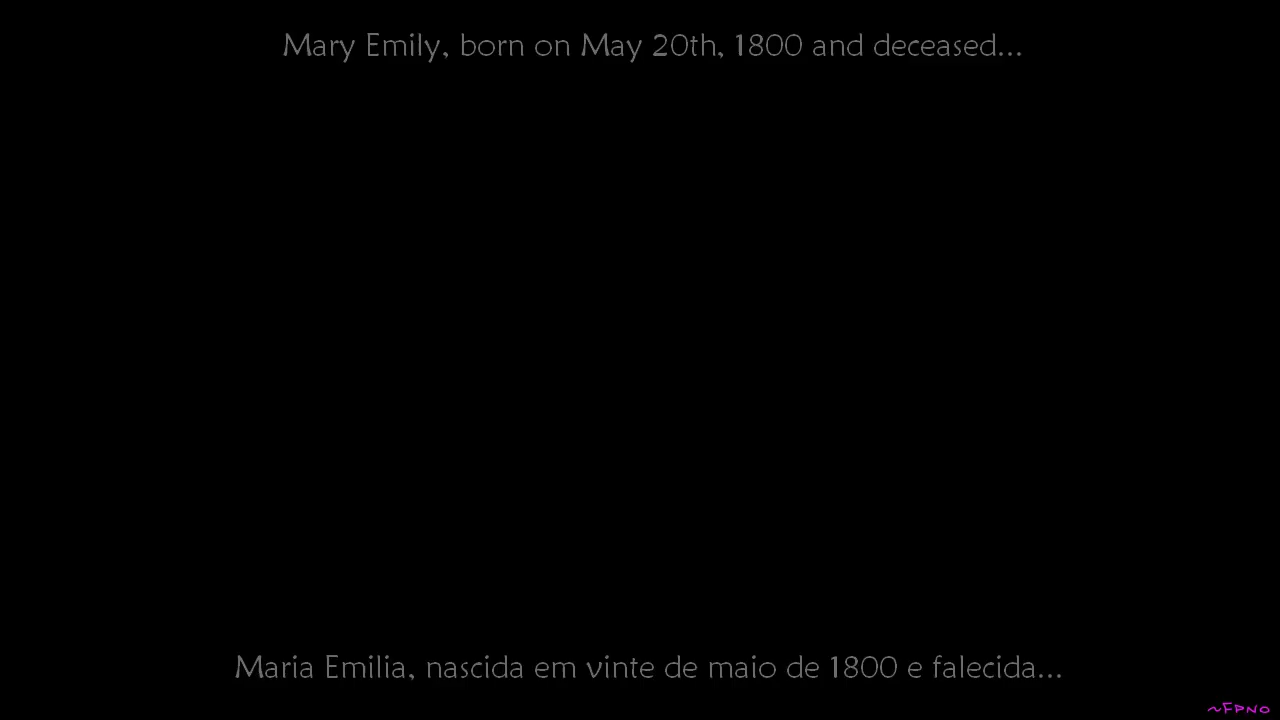 Mary Emily, born on May 20th, 1800 and deceased...
Maria Emilia, nascida em vinte de maio de 1800 e falecida...
~FPNO